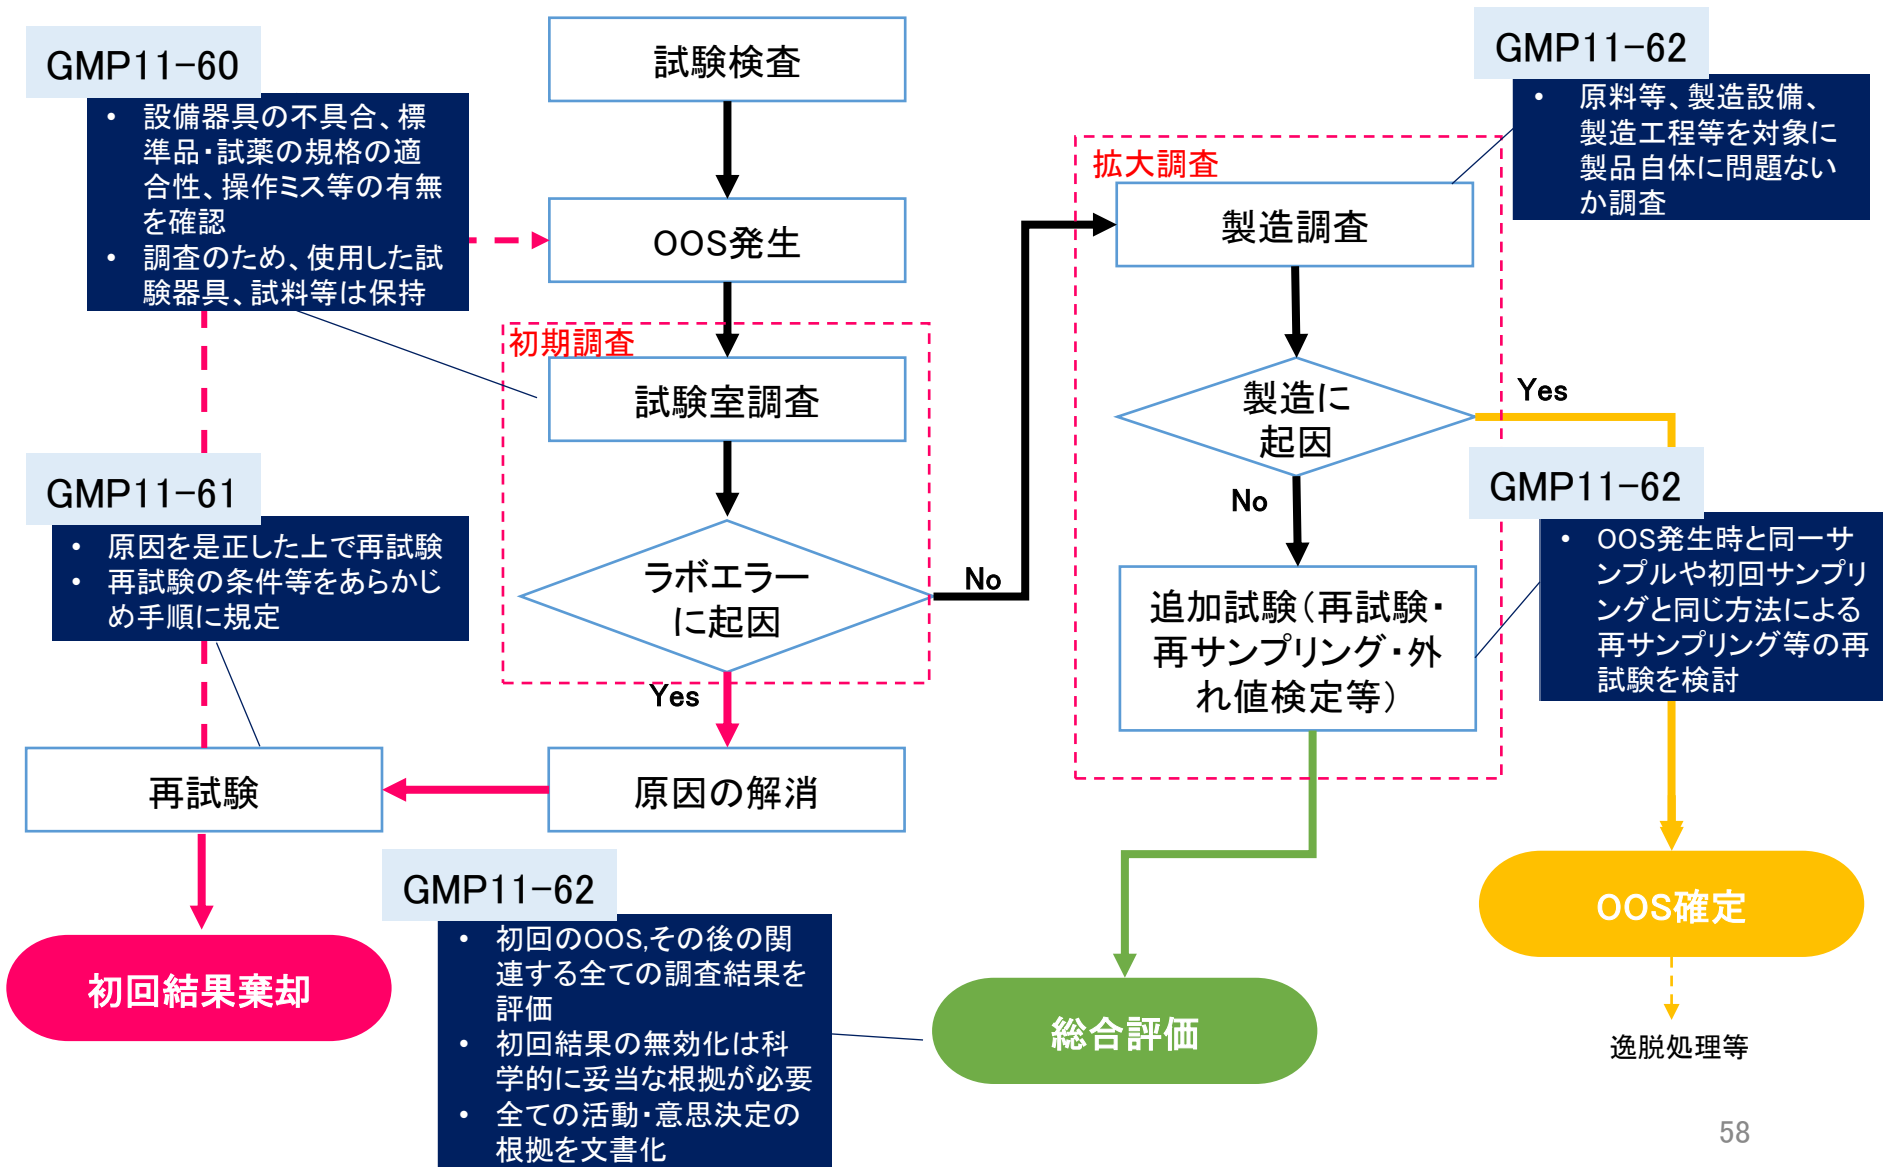 GMP11-60
• 設備器具の不具合、標
準品・試薬の規格の適
合性、操作ミス等の有無
を確認
• 調査のため、使用した試
験器具、試料等は保持
試験検査
OOS発生
初期調査
試験室調査
ラボエラー
に起因
No
Yes
原因の解消
GMP11-61
• 原因を是正した上で再試験
• 再試験の条件等をあらかじ
め手順に規定
再試験
初回結果棄却
GMP11-62
• 初回のOOS,その後の関
連する全ての調査結果を
評価
• 初回結果の無効化は科
学的に妥当な根拠が必要
• 全ての活動・意思決定の
根拠を文書化
GMP11-62
• 原料等、製造設備、
製造工程等を対象に
製品自体に問題ない
か調査
拡大調査
製造調査
製造に
起因
Yes
No
追加試験(再試験・
再サンプリング・外
れ値検定等)
GMP11-62
• OOS発生時と同一サ
ンプルや初回サンプリ
ングと同じ方法による
再サンプリング等の再
試験を検討
総合評価
OOS確定
逸脱処理等
58